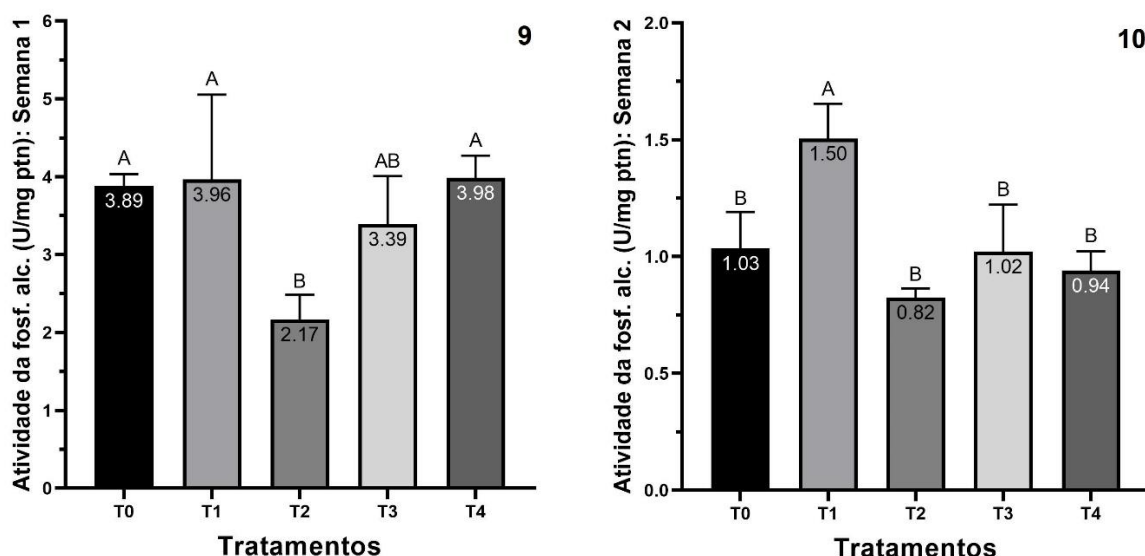 9
Atividade da fosf. alc. (U/mg ptn): Semana 1
6
5
4
3
2
1
0
A
A
B
AB
A
3.89
3.96
2.17
3.39
3.98
T0
T1
T2
T3
T4
Tratamentos
10
Atividade da fosf. alc. (U/mg ptn): Semana 2
2.0
1.5
1.0
0.5
0.0
B
A
B
B
B
1.03
1.50
0.82
1.02
0.94
T0
T1
T2
T3
T4
Tratamentos